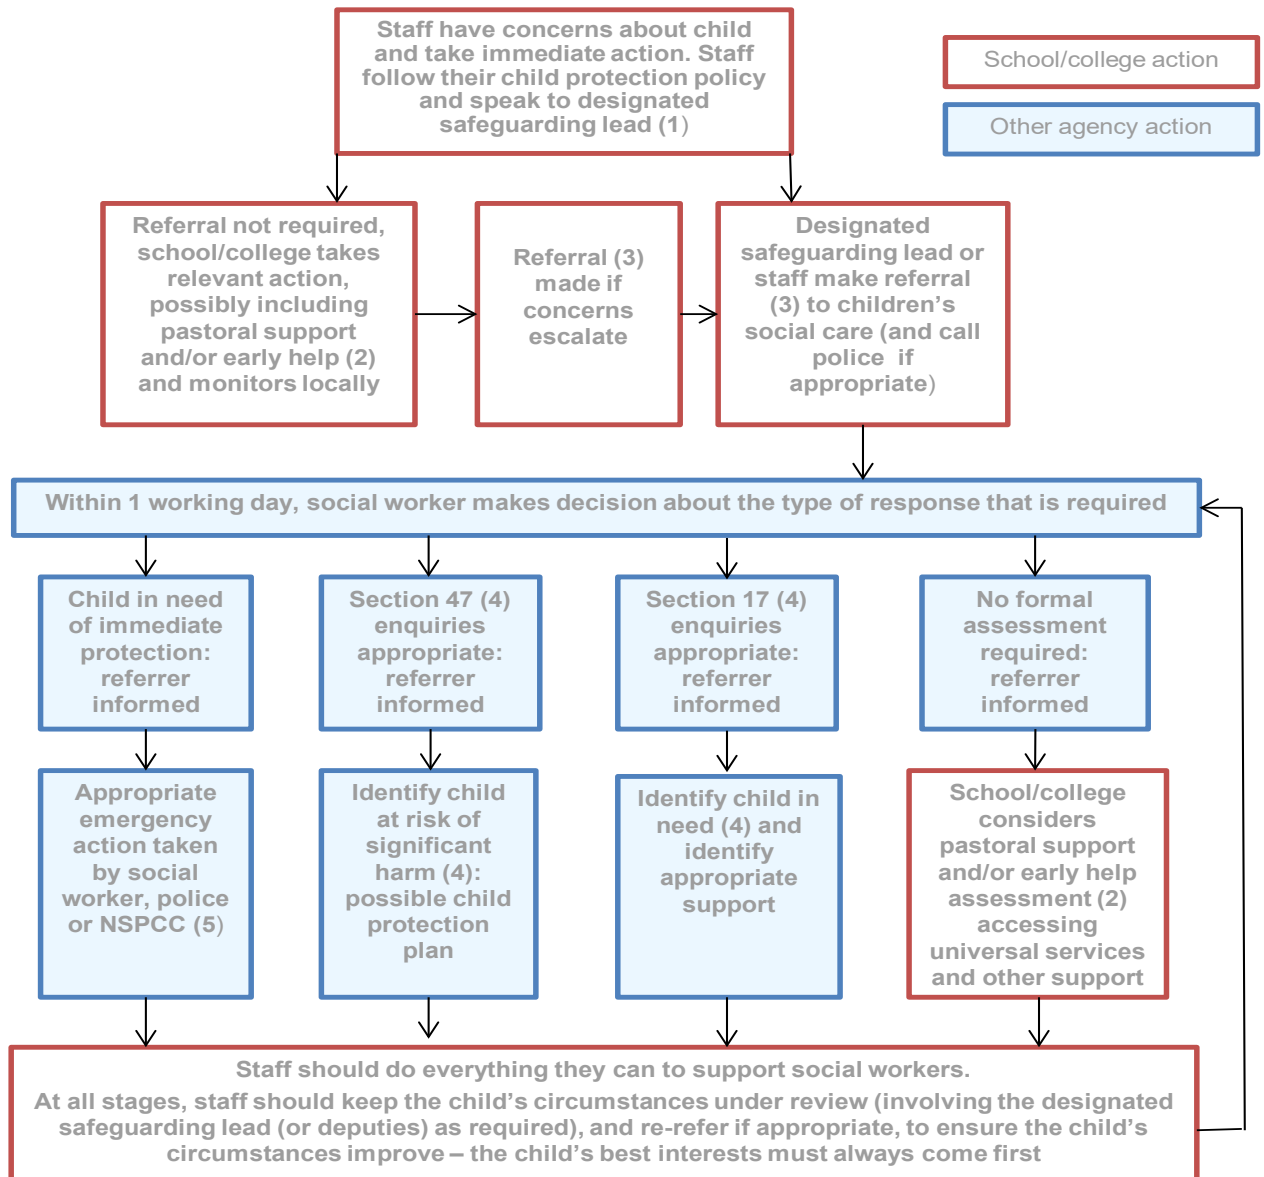 Staff have concerns about child
and take immediate action. Staff
follow their child protection policy
and speak to designated
safeguarding lead (1)
School/college action
Other agency action
Referral not required,
school/college takes
relevant action,
possibly including
pastoral support
and/or early help (2)
and monitors locally
Referral (3)
made if
concerns
escalate
Designated
safeguarding lead or
staff make referral
(3) to children’s
social care (and call
police if
appropriate)
Within 1 working day, social worker makes decision about the type of response that is required
Child in need
of immediate
protection:
referrer
informed
Section 47 (4)
enquiries
appropriate:
referrer
informed
Section 17 (4)
enquiries
appropriate:
referrer
informed
No formal
assessment
required:
referrer
informed
Appropriate
emergency
action taken
by social
worker, police
or NSPCC (5)
Identify child
at risk of
significant
harm (4):
possible child
protection
plan
Identify child in
need (4) and
identify
appropriate
support
School/college
considers
pastoral support
and/or early help
assessment (2)
accessing
universal services
and other support
Staff should do everything they can to support social workers.
At all stages, staff should keep the child’s circumstances under review (involving the designated
safeguarding lead (or deputies) as required), and re-refer if appropriate, to ensure the child’s
circumstances improve – the child’s best interests must always come first